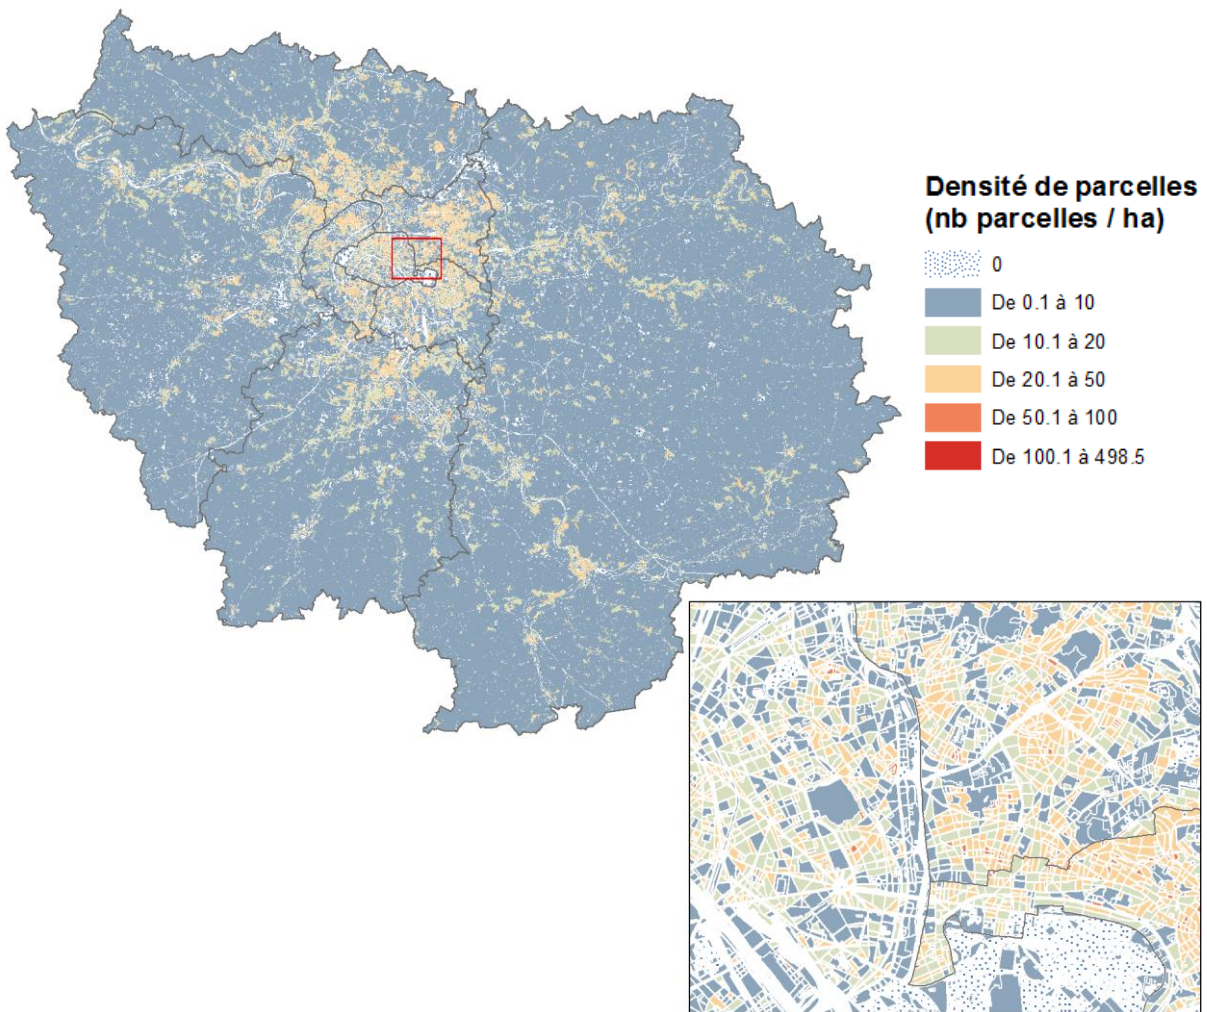 Densité de parcelles
(nb parcelles / ha)
0
De 0.1 à 10
De 10.1 à 20
De 20.1 à 50
De 50.1 à 100
De 100.1 à 498.5